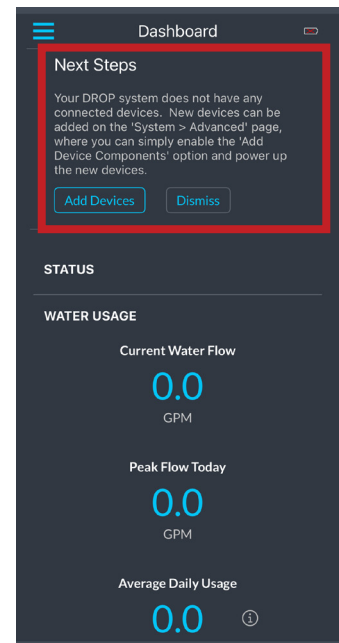 Dashboard
Next Steps
Your DROP system does not have any
connected devices. New devices can be
added on the 'System > Advanced' page,
where you can simply enable the 'Add
Device Components' option and power up
the new devices.
Add Devices
Dismiss
STATUS
WATER USAGE
Current Water Flow
0.0
GPM
Peak Flow Today
0.0
GPM
Average Daily Usage
0.0